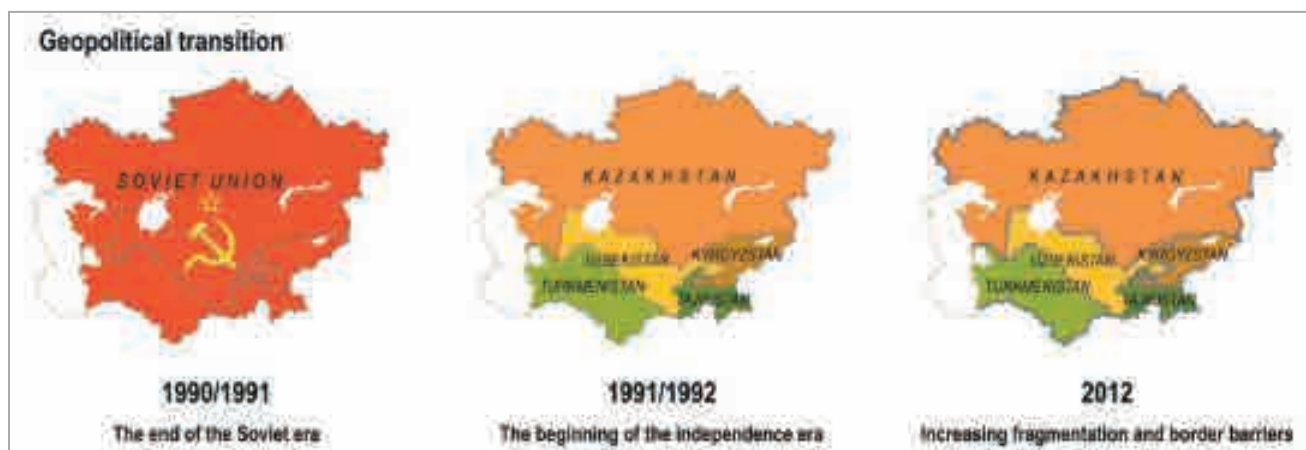 Geopolitical transition
SOVIET UNION
KAZAKHSTAN
UZBEKISTAN
KYRGYZSTAN
TURKMENISTAN
TAJIKISTAN
KAZAKHSTAN
UZBEKISTAN
KYRGYZSTAN
TURKMENISTAN
TAJIKISTAN
1990/1991
1991/1992
2012
The end of the Soviet era
The beginning of the independence era
Increasing fragmentation and border barriers